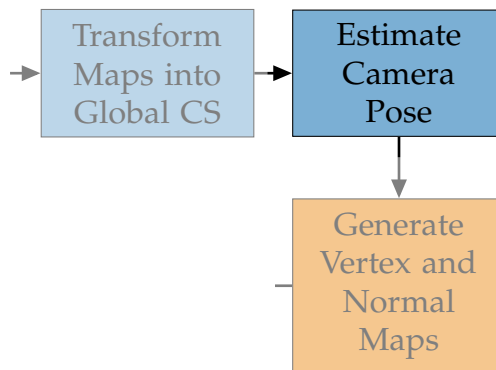 Transform
Maps into
Global CS
Estimate
Camera
Pose
Generate
Vertex and
Normal
Maps